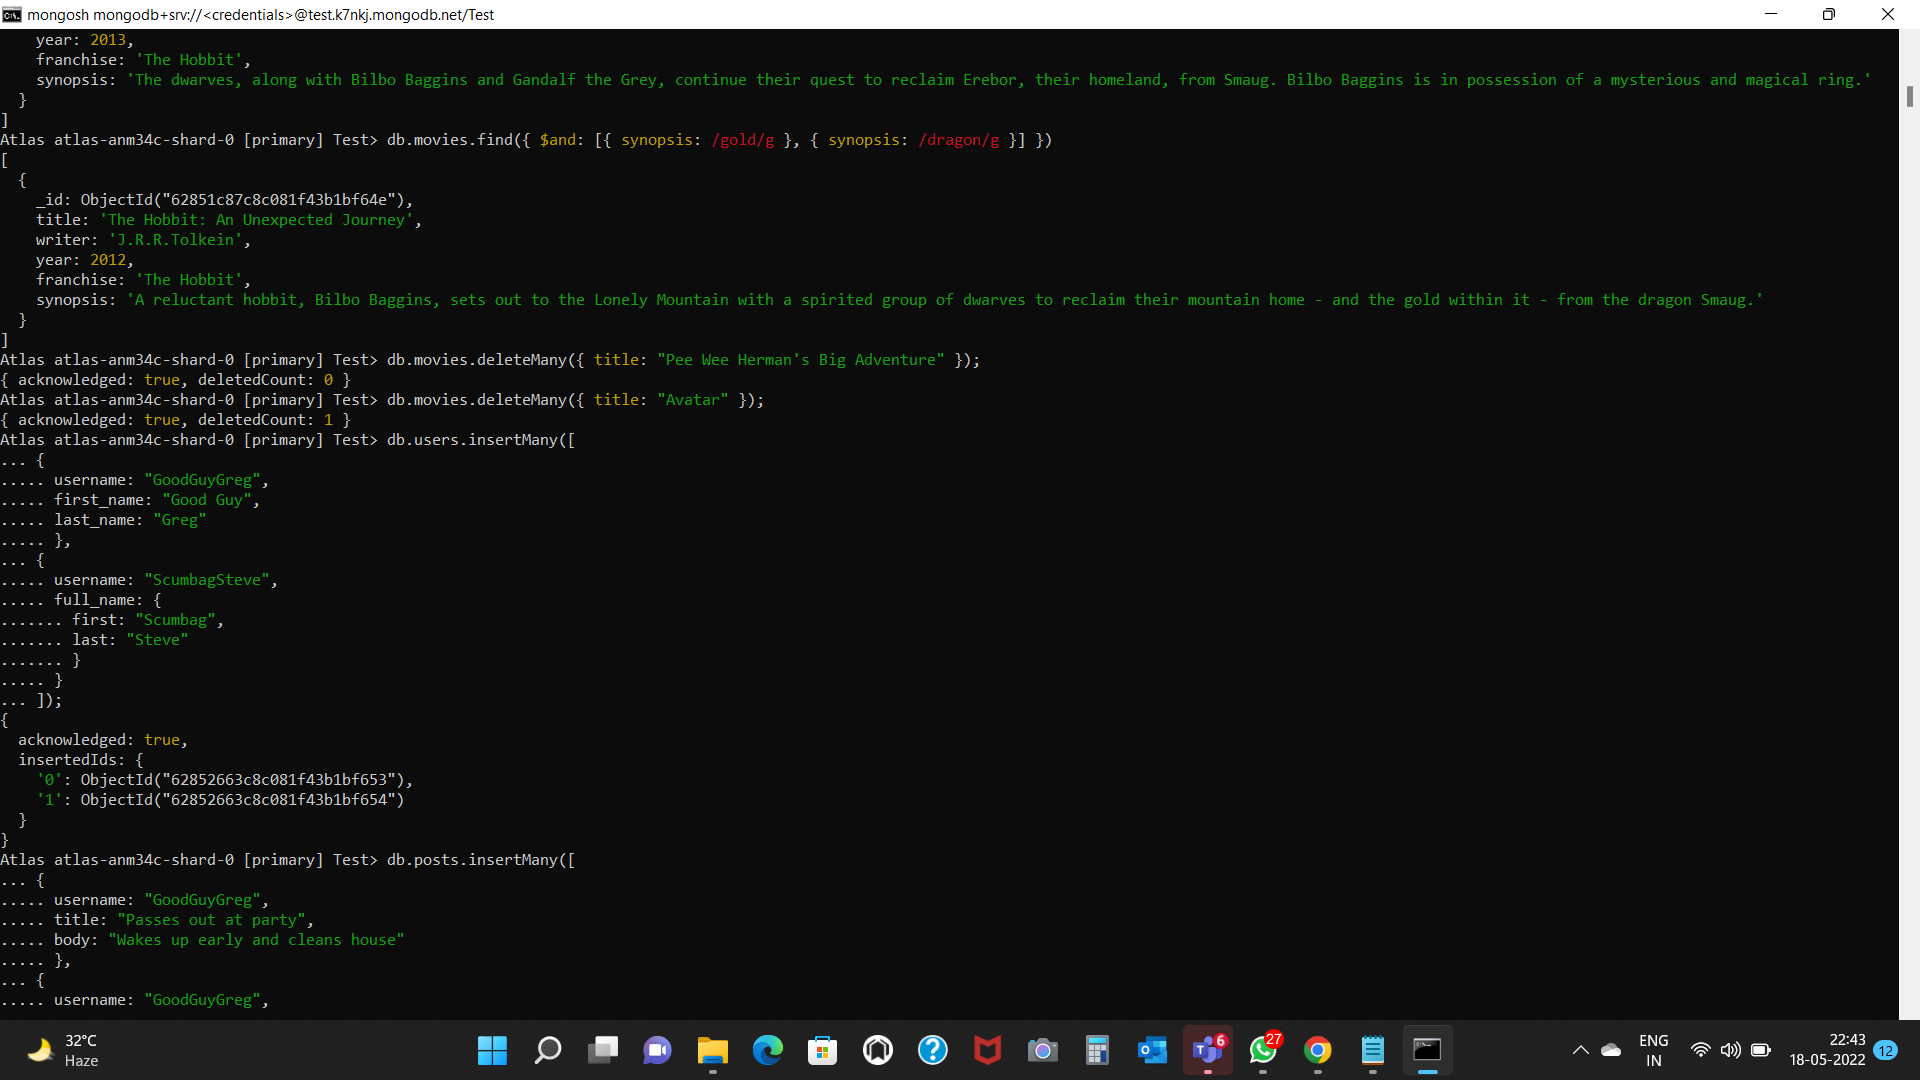 mongosh mongodb+srv://<credentials>@test.k7nkj.mongodb.net/Test
    year: 2013,
    franchise: 'The Hobbit',
    synopsis: 'The dwarves, along with Bilbo Baggins and Gandalf the Grey, continue their quest to reclaim Erebor, their homeland, from Smaug. Bilbo Baggins is in possession of a mysterious and magical ring.'
  }
]
Atlas atlas-anm34c-shard-0 [primary] Test> db.movies.find({ $and: [{ synopsis: /gold/g }, { synopsis: /dragon/g }] })
[
  {
    _id: ObjectId("62851c87c8c081f43b1bf64e"),
    title: 'The Hobbit: An Unexpected Journey',
    writer: 'J.R.R.Tolkein',
    year: 2012,
    franchise: 'The Hobbit',
    synopsis: 'A reluctant hobbit, Bilbo Baggins, sets out to the Lonely Mountain with a spirited group of dwarves to reclaim their mountain home - and the gold within it - from the dragon Smaug.'
  }
]
Atlas atlas-anm34c-shard-0 [primary] Test> db.movies.deleteMany({ title: "Pee Wee Herman's Big Adventure" });
{ acknowledged: true, deletedCount: 0 }
Atlas atlas-anm34c-shard-0 [primary] Test> db.movies.deleteMany({ title: "Avatar" });
{ acknowledged: true, deletedCount: 1 }
Atlas atlas-anm34c-shard-0 [primary] Test> db.users.insertMany([
... {
..... username: "GoodGuyGreg",
..... first_name: "Good Guy",
..... last_name: "Greg"
..... },
... {
..... username: "ScumbagSteve",
..... full_name: {
....... first: "Scumbag",
....... last: "Steve"
....... }
..... }
... ]);
{
  acknowledged: true,
  insertedIds: {
    '0': ObjectId("62852663c8c081f43b1bf653"),
    '1': ObjectId("62852663c8c081f43b1bf654")
  }
}
Atlas atlas-anm34c-shard-0 [primary] Test> db.posts.insertMany([
... {
..... username: "GoodGuyGreg",
..... title: "Passes out at party",
..... body: "Wakes up early and cleans house"
..... },
... {
..... username: "GoodGuyGreg",
32°C
Haze
6
27
ENG
IN
22:43
18-05-2022
12